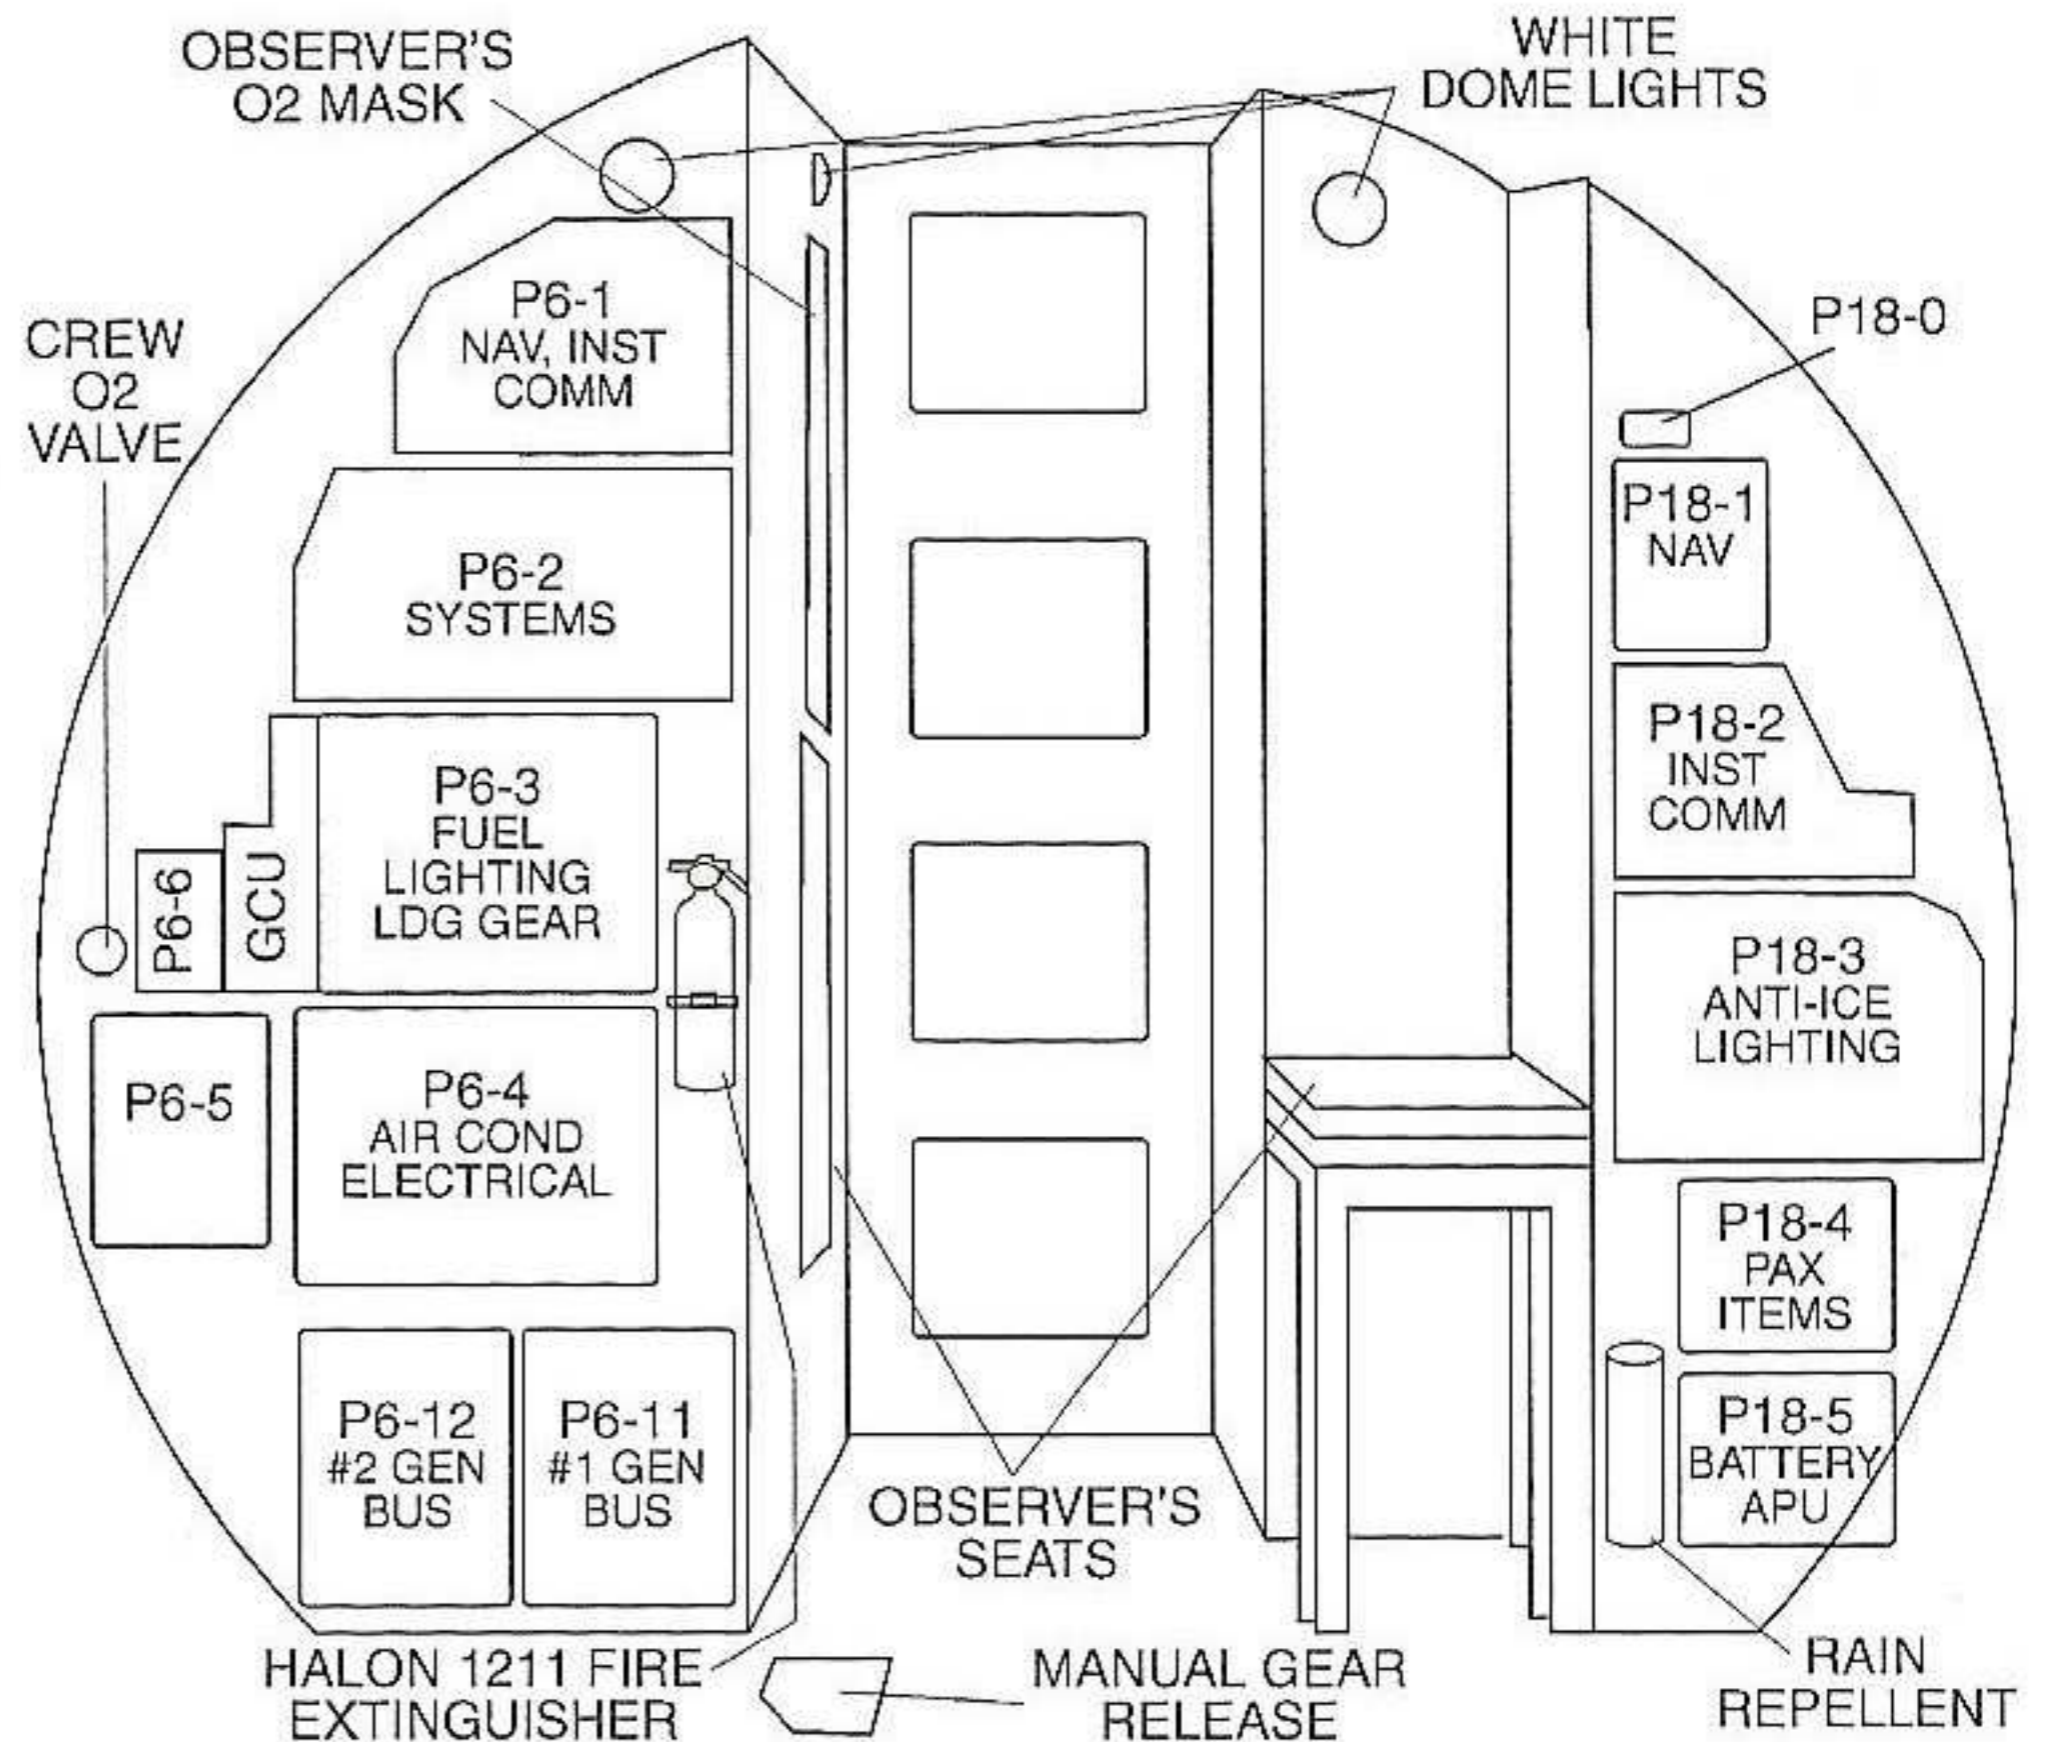 OBSERVER'S
O2 MASK
WHITE
DOME LIGHTS
CREW
O2
VALVE
P6-1
NAV, INST
COMM
P6-2
SYSTEMS
P6-3
FUEL
LIGHTING
LDG GEAR
GCU
P6-6
P6-5
P6-4
AIR COND
ELECTRICAL
P6-12
#2 GEN
BUS
P6-11
#1 GEN
BUS
P18-0
P18-1
NAV
P18-2
INST
COMM
P18-3
ANTI-ICE
LIGHTING
P18-4
PAX
ITEMS
P18-5
BATTERY
APU
OBSERVER'S
SEATS
HALON 1211 FIRE
EXTINGUISHER
MANUAL GEAR
RELEASE
RAIN
REPELLENT